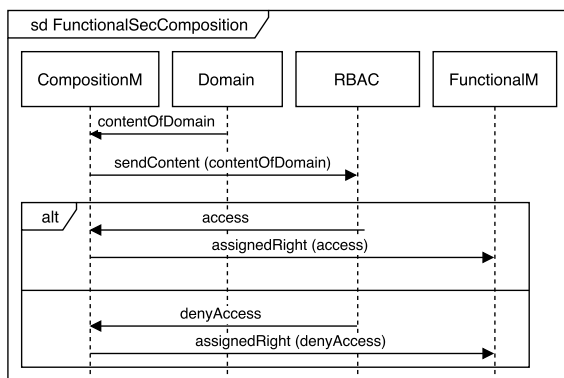 sd FunctionalSecComposition
CompositionM Domain RBAC FunctionalM
contentOfDomain
sendContent (contentOfDomain)
alt
access
assignedRight (access)
denyAccess
assignedRight (denyAccess)